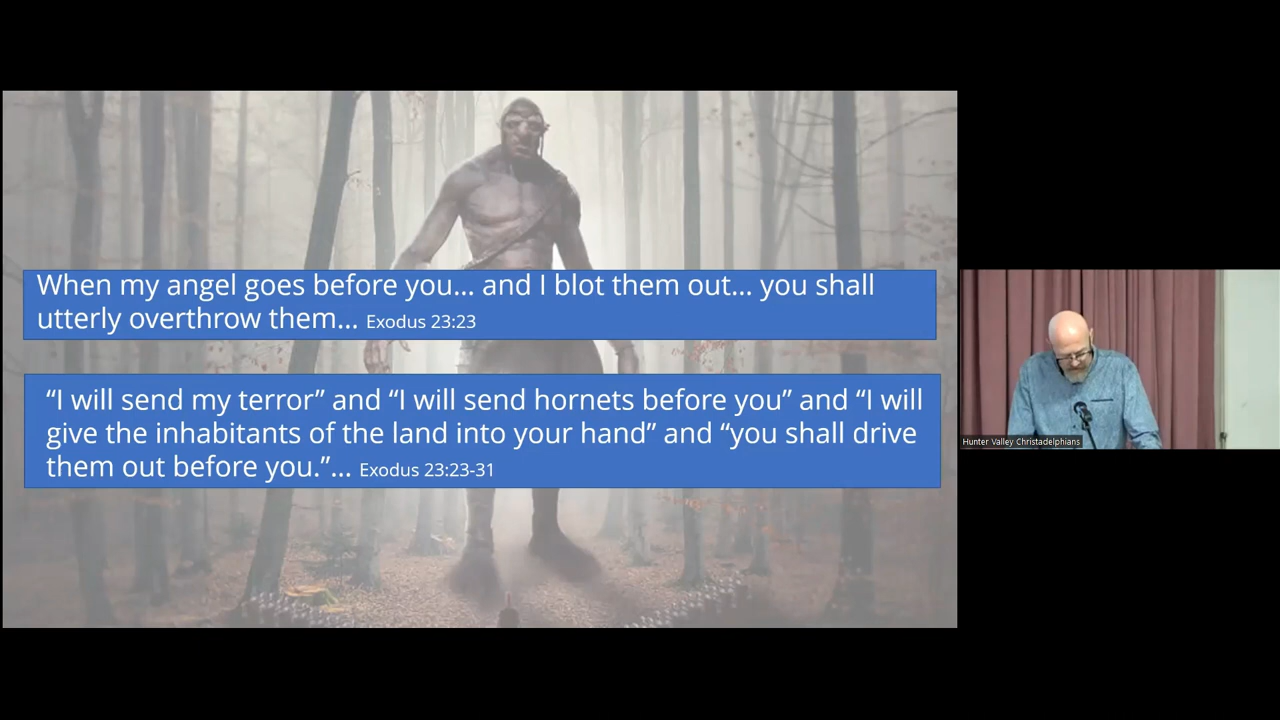 When my angel goes before you... and I blot them out... you shall
utterly overthrow them... Exodus 23:23
“I will send my terror” and “I will send hornets before you” and “I will
give the inhabitants of the land into your hand” and “you shall drive
them out before you.”... Exodus 23:23-31
Hunter Valley Christadelphians